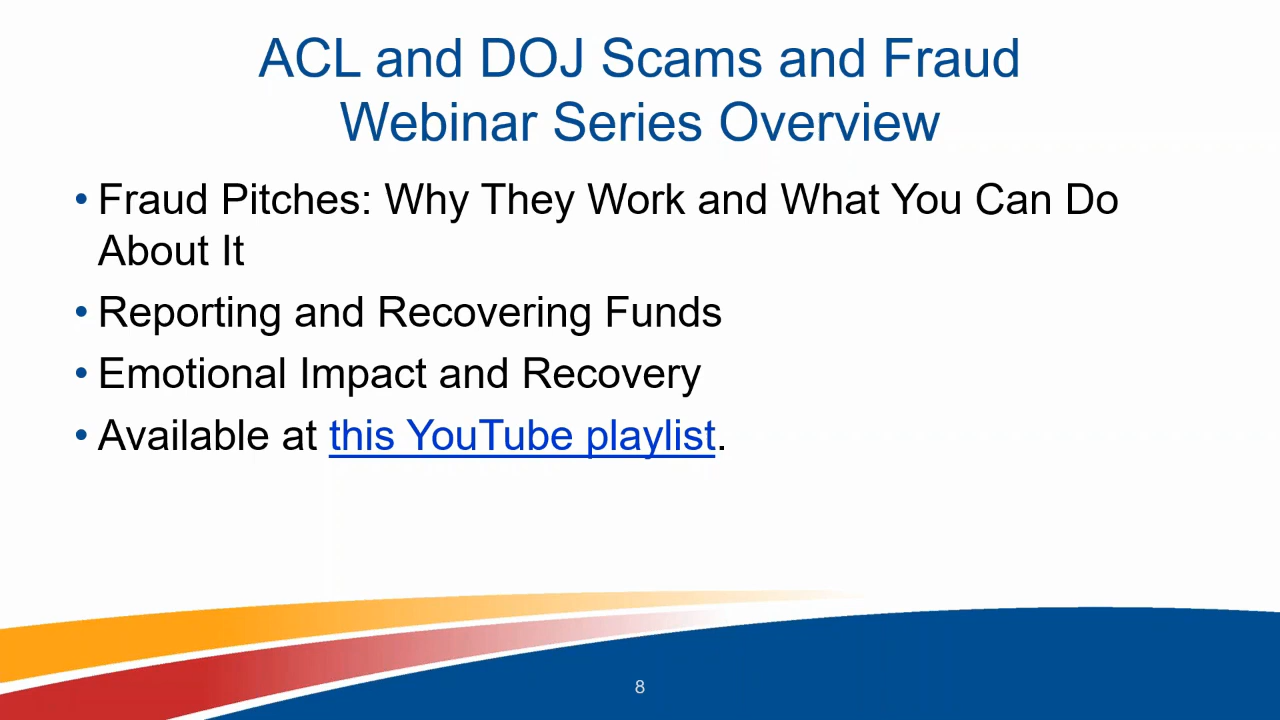 ACL and DOJ Scams and Fraud
Webinar Series Overview
• Fraud Pitches: Why They Work and What You Can Do
About It
• Reporting and Recovering Funds
• Emotional Impact and Recovery
• Available at this YouTube playlist.
8